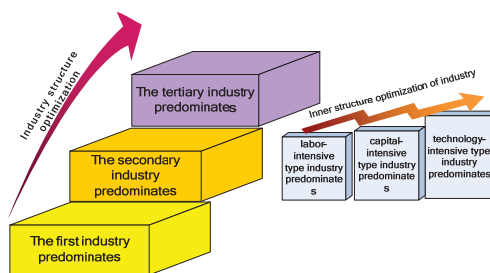 Industry structure
optimization
The tertiary industry
predominates
The secondary
industry
predominates
The first industry
predominates
Inner structure optimization of industry
labor-
intensive
type industry
predominate
s
capital-
intensive
type industry
predominate
s
technology-
intensive type
industry
predominates